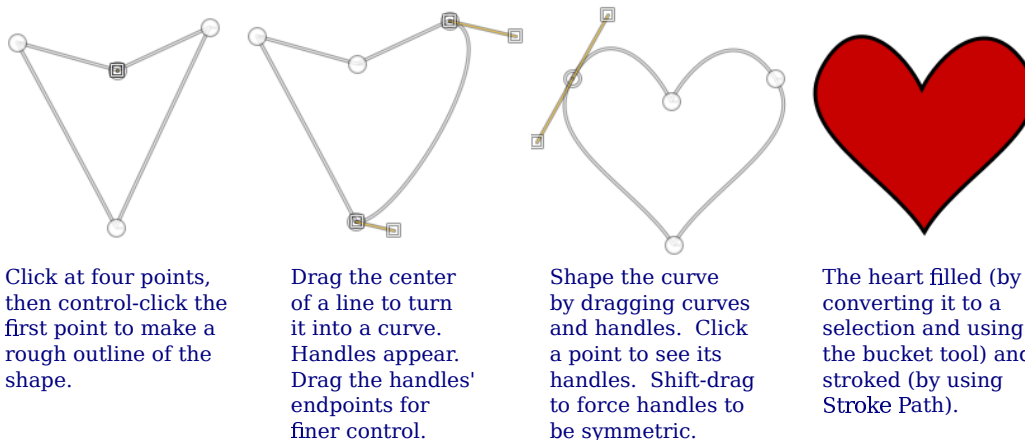 Click at four points,
then control-click the
first point to make a
rough outline of the
shape.
Drag the center
of a line to turn
it into a curve.
Handles appear.
Drag the handles'
endpoints for
finer control.
Shape the curve
by dragging curves
and handles.  Click
a point to see its
handles.  Shift-drag
to force handles to
be symmetric.
The heart filled (by
converting it to a
selection and using
the bucket tool) and
stroked (by using
Stroke Path).